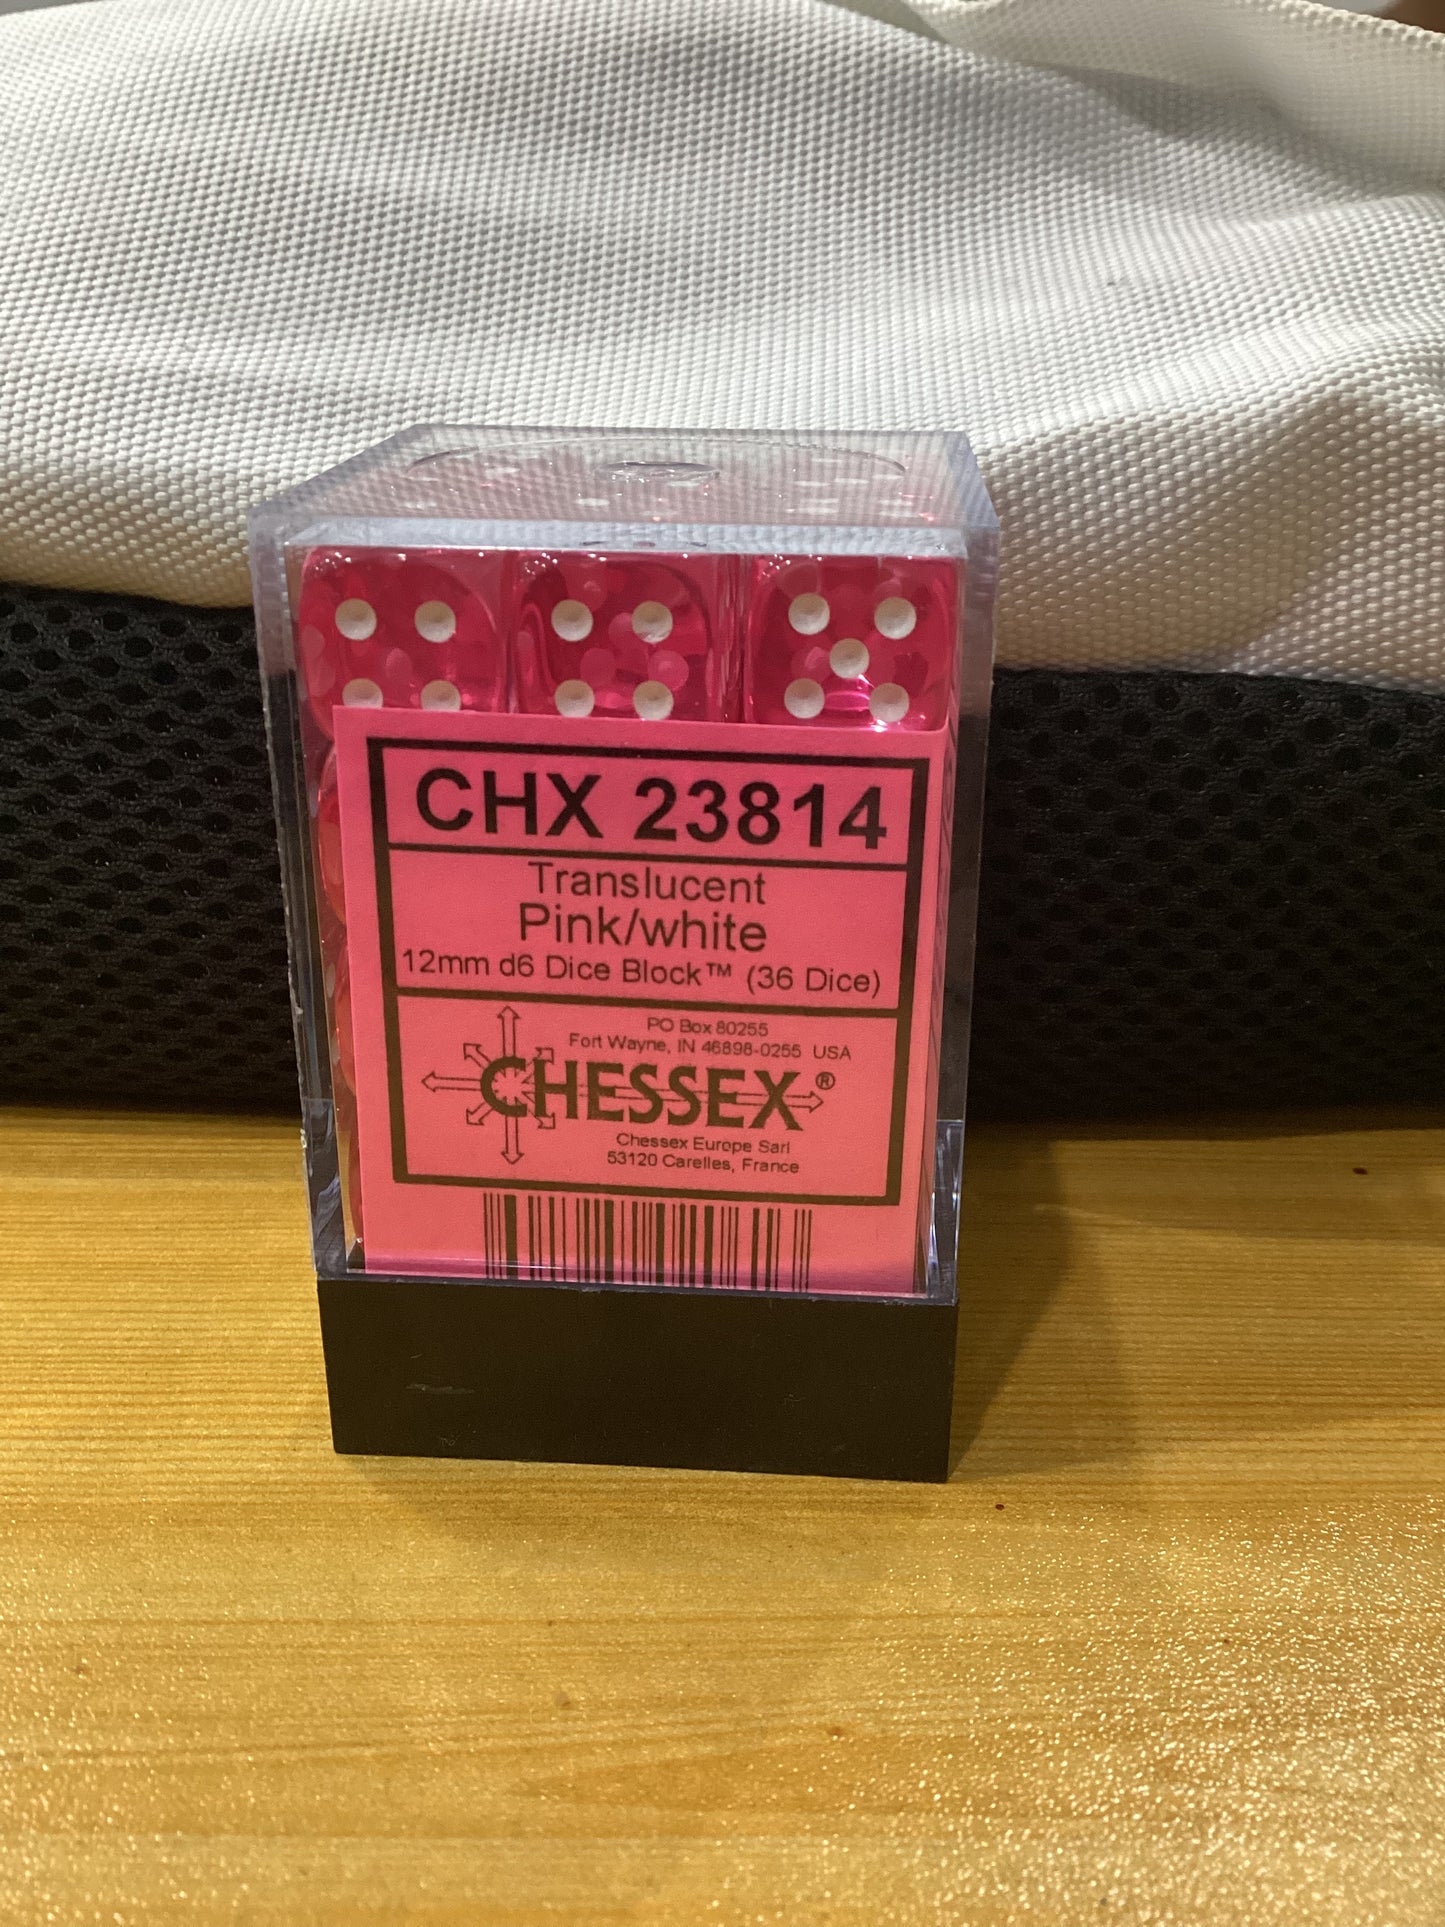 CHX 23814
Translucent
Pink/white
12mm d6 Dice Block™ (36 Dice)
PO Box 80255
Fort Wayne, IN 46898-0255 USA
CHESSEX®
Chessex Europe Sarl
53120 Carelles, France